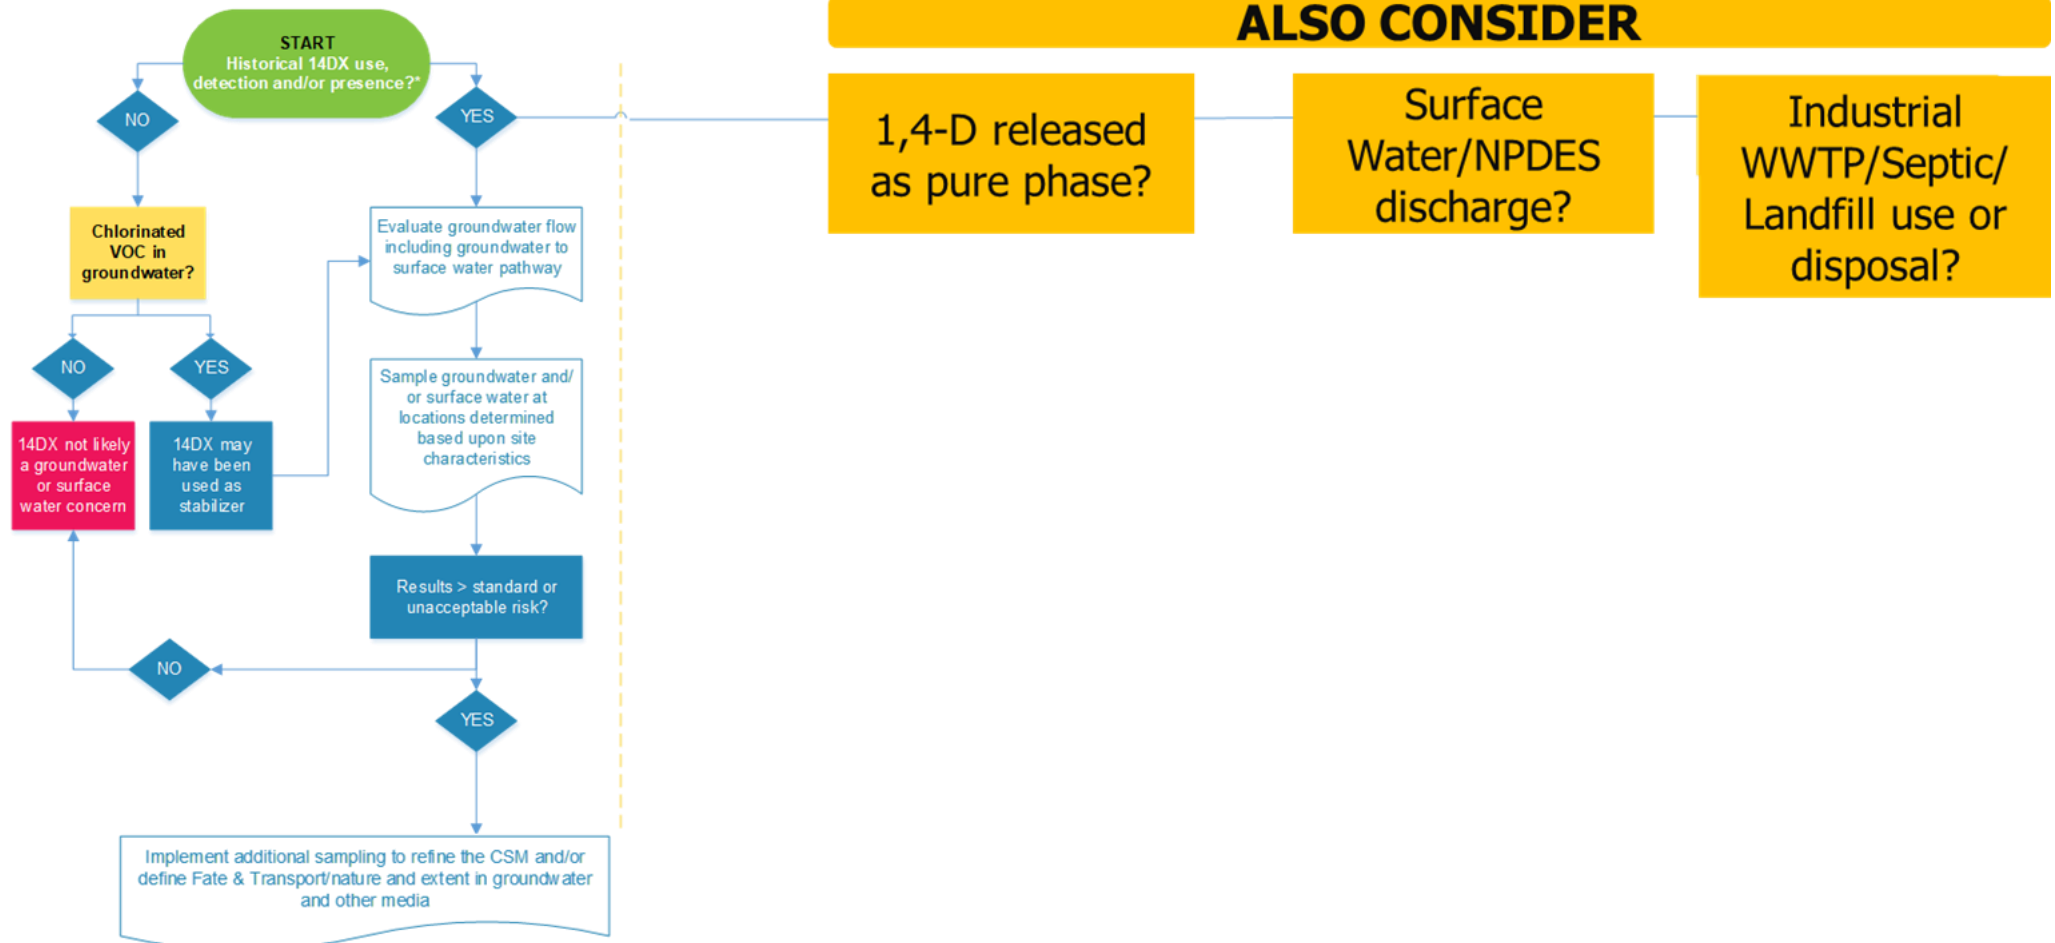 START
Historical 14DX use,
detection and/or presence?*
NO
YES
Chlorinated
VOC in
groundwater?
NO
YES
14DX not likely
a groundwater
or surface
water concern
14DX may
have been
used as
stabilizer
Evaluate groundwater flow
including groundwater to
surface water pathway
Sample groundwater and/
or surface water at
locations determined
based upon site
characteristics
Results > standard or
unacceptable risk?
NO
YES
Implement additional sampling to refine the CSM and/or
define Fate & Transport/nature and extent in groundwater
and other media
ALSO CONSIDER
1,4-D released
as pure phase?
Surface
Water/NPDES
discharge?
Industrial
WWTP/Septic/
Landfill use or
disposal?